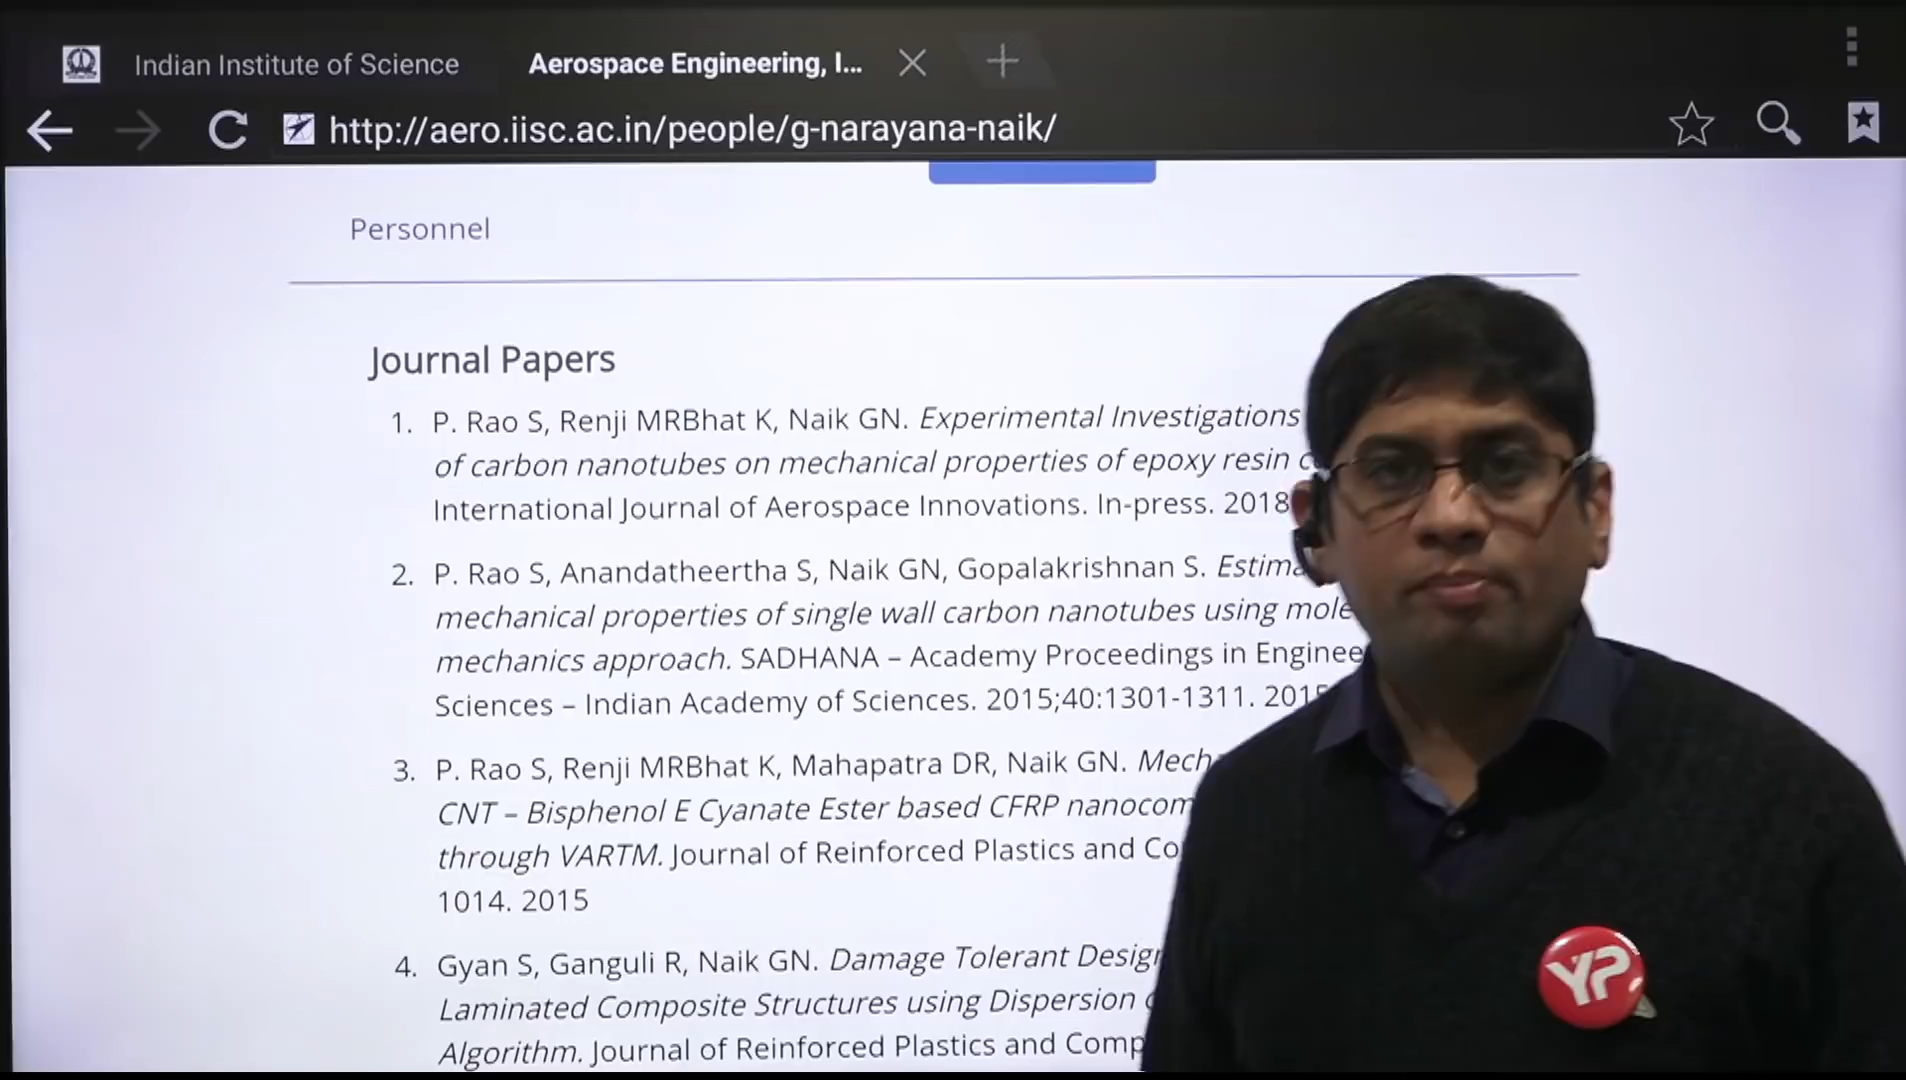 Indian Institute of Science
Aerospace Engineering, I...
http://aero.iisc.ac.in/people/g-narayana-naik/
Personnel
Journal Papers
1. P. Rao S, Renji MRBhat K, Naik GN. Experimental Investigations
of carbon nanotubes on mechanical properties of epoxy resin
International Journal of Aerospace Innovations. In-press. 2018
2. P. Rao S, Anandatheertha S, Naik GN, Gopalakrishnan S.
mechanical properties of single wall carbon nanotubes using
mechanics approach. SADHANA – Academy Proceedings in
Sciences – Indian Academy of Sciences. 2015;40:1301-1311.
3. P. Rao S, Renji MRBhat K, Mahapatra DR, Naik GN.
CNT – Bisphenol E Cyanate Ester based CFRP
through VARTM. Journal of Reinforced Plastics and
1014. 2015
4. Gyan S, Ganguli R, Naik GN. Damage Tolerant
Laminated Composite Structures using Dispersion
Algorithm. Journal of Reinforced Plastics and
YP